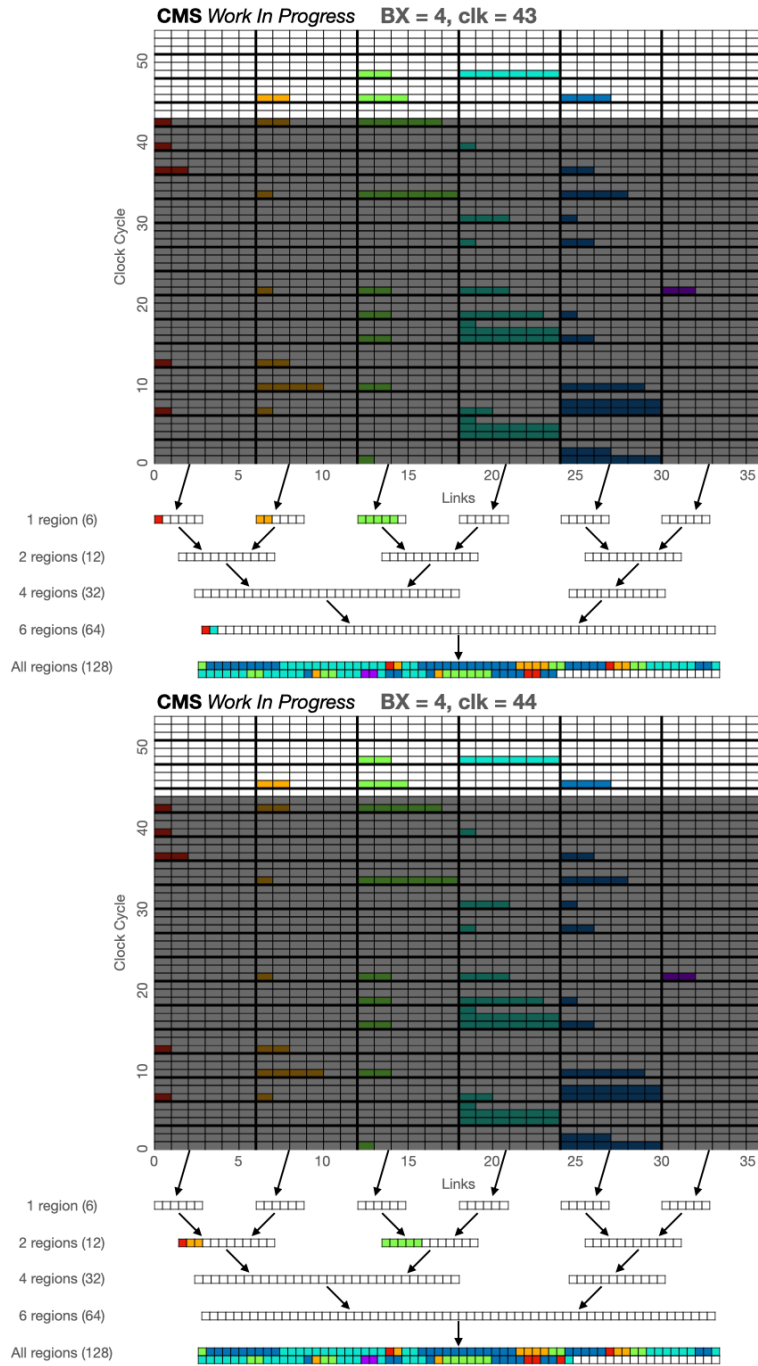 CMS Work In Progress BX = 4, clk = 43
50
40
30
20
10
0
Clock Cycle
0 5 10 15 20 25 30 35
Links
1 region (6)
2 regions (12)
4 regions (32)
6 regions (64)
All regions (128)
CMS Work In Progress BX = 4, clk = 44
50
40
30
20
10
0
Clock Cycle
0 5 10 15 20 25 30 35
Links
1 region (6)
2 regions (12)
4 regions (32)
6 regions (64)
All regions (128)